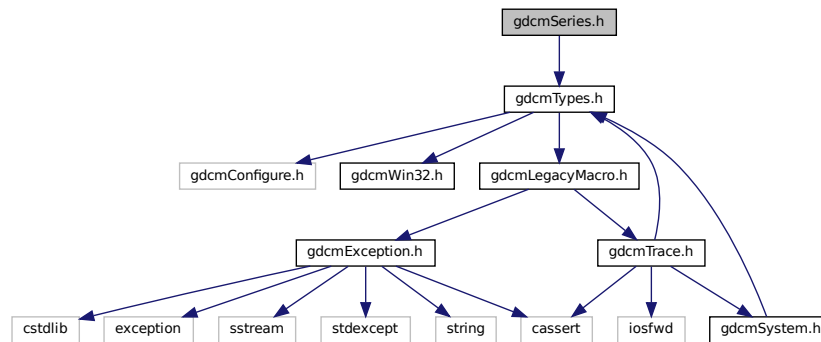 gdcmSeries.h
gdcmTypes.h
gdcmConfigure.h
gdcmWin32.h
gdcmLegacyMacro.h
gdcmException.h
gdcmTrace.h
cstdlib
exception
sstream
stdexcept
string
cassert
iosfwd
gdcmSystem.h